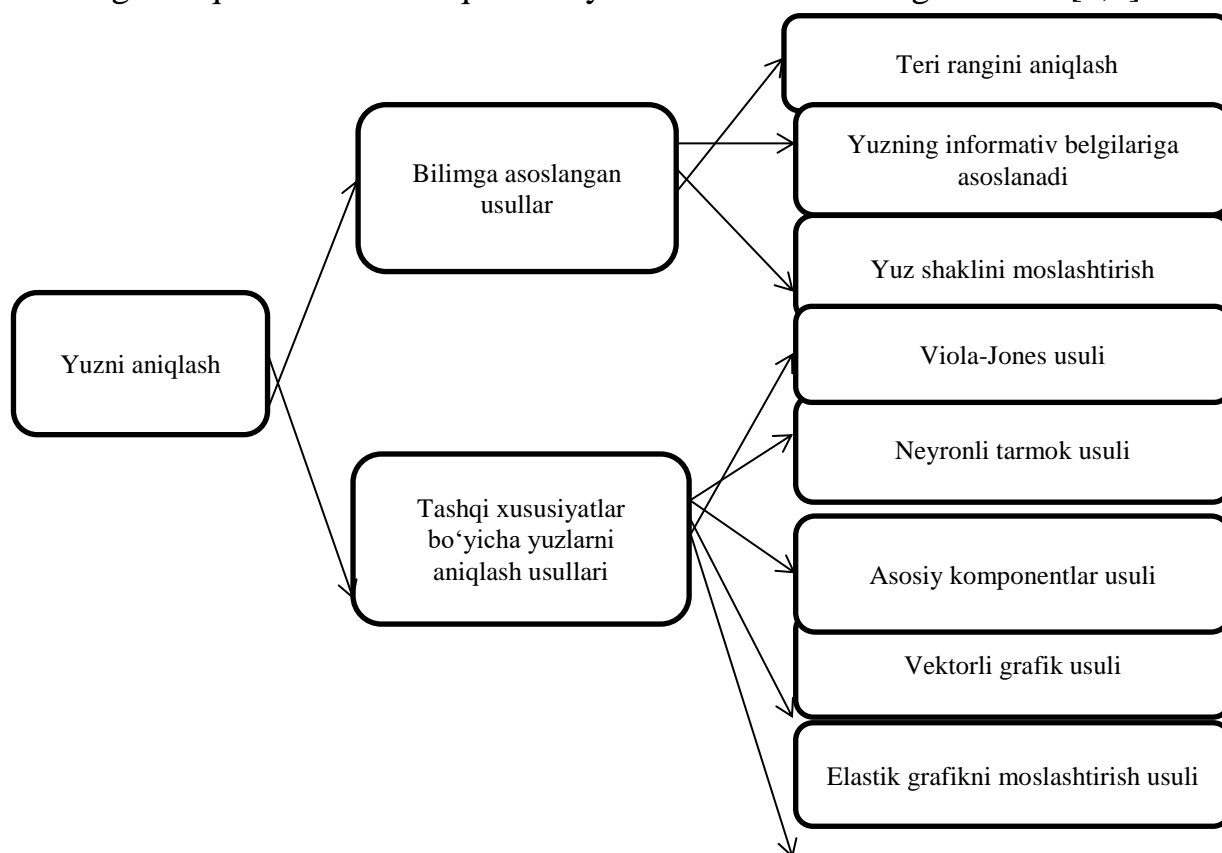 Teri rangini aniqlash
Yuzning informativ belgilariga
asoslanadi
Bilimga asoslangan
usullar
Yuz shaklini moslashtirish
Yuzni aniqlash
Viola-Jones usuli
Neyronli tarmok usuli
Tashqi xususiyatlar
bo‘yicha yuzlarni
aniqlash usullari
Asosiy komponentlar usuli
Vektorli grafik usuli
Elastik grafikni moslashtirish usuli